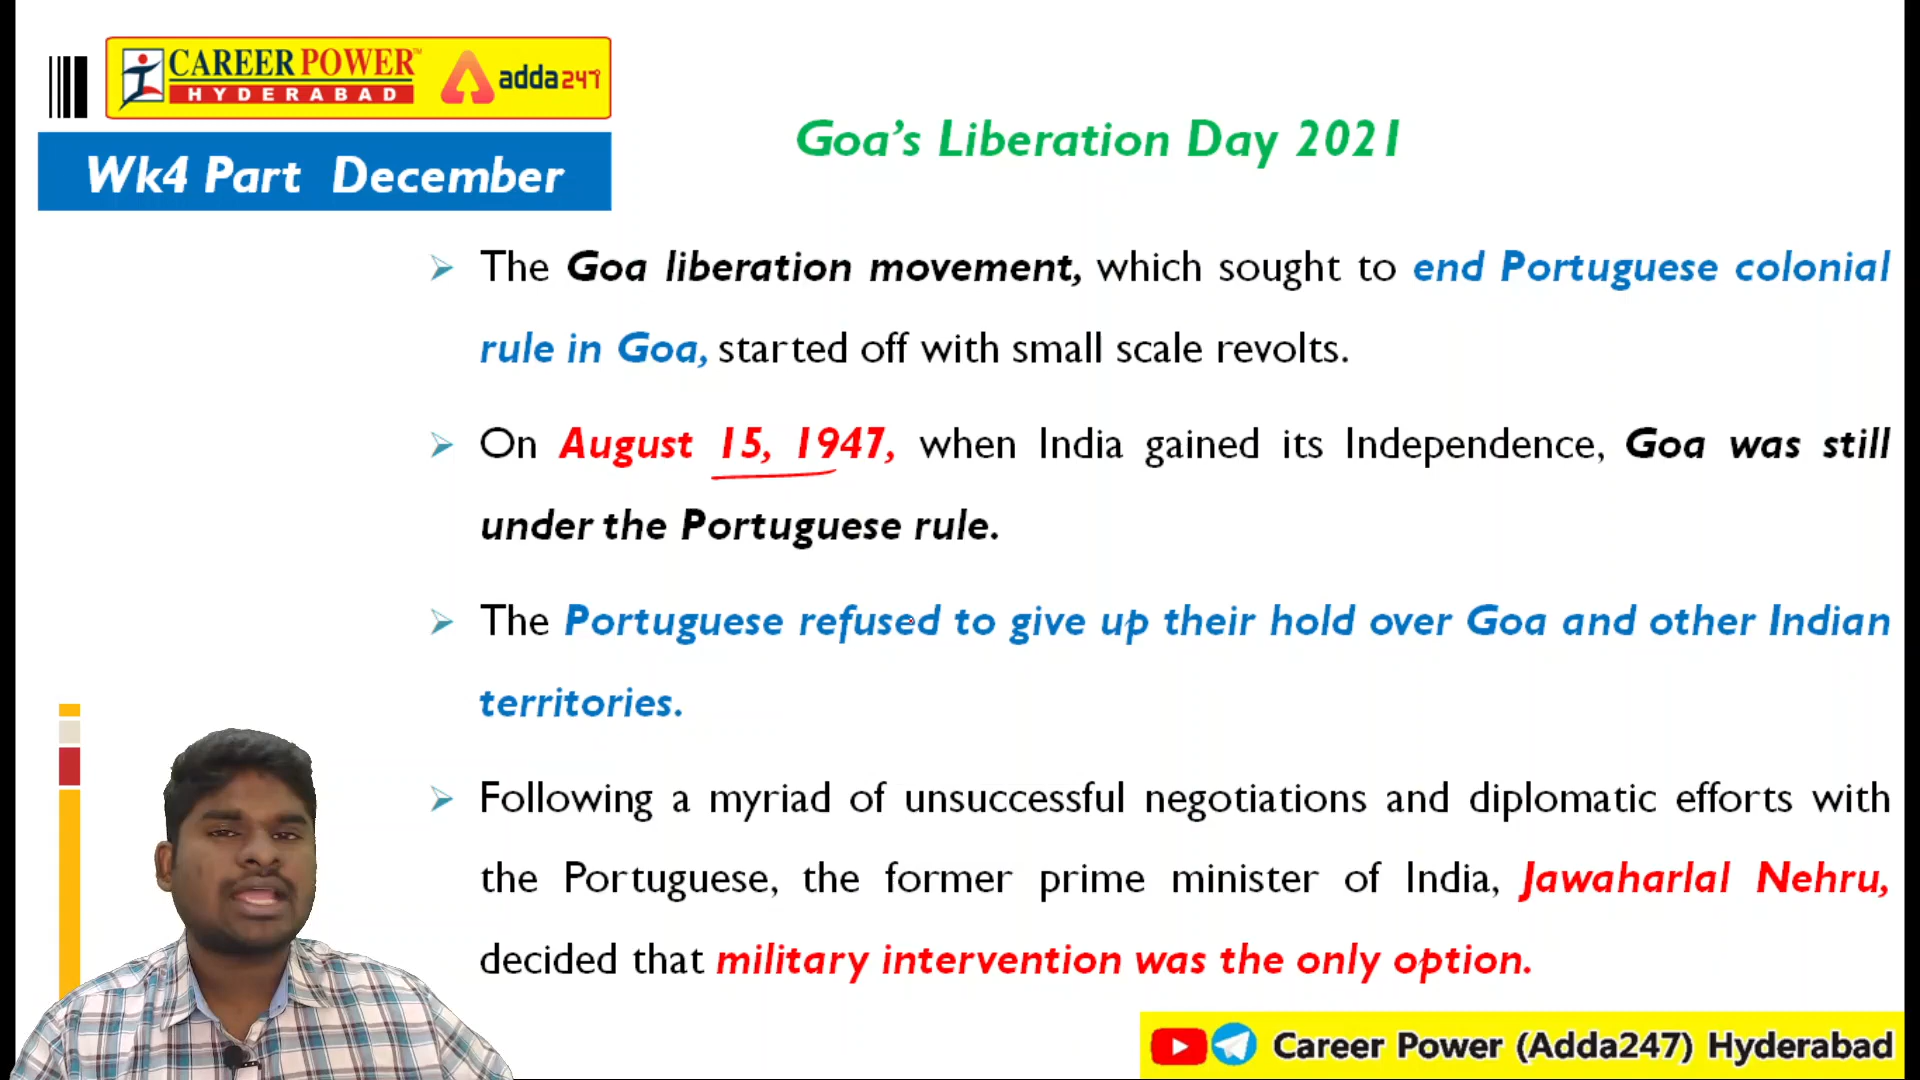 CAREER POWER™
HYDERABAD
adda247
Wk4 Part December
Goa's Liberation Day 2021
➢ The Goa liberation movement, which sought to end Portuguese colonial
rule in Goa, started off with small scale revolts.
➢ On August 15, 1947, when India gained its Independence, Goa was still
under the Portuguese rule.
➢ The Portuguese refused to give up their hold over Goa and other Indian
territories.
➢ Following a myriad of unsuccessful negotiations and diplomatic efforts with
the Portuguese, the former prime minister of India, Jawaharlal Nehru,
decided that military intervention was the only option.
Career Power (Adda247) Hyderabad